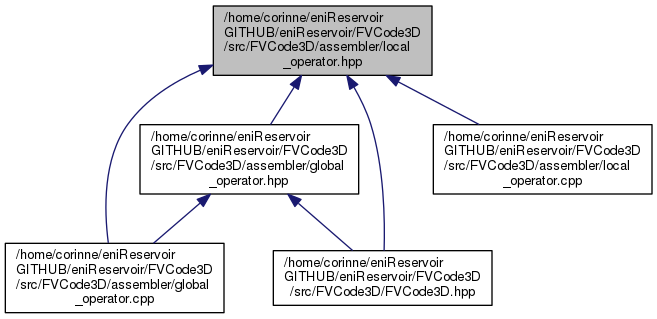 /home/corinne/eniReservoir
GITHUB/eniReservoir/FVCode3D
/src/FVCode3D/assembler/local
_operator.hpp
/home/corinne/eniReservoir
GITHUB/eniReservoir/FVCode3D
/src/FVCode3D/assembler/global
_operator.hpp
/home/corinne/eniReservoir
GITHUB/eniReservoir/FVCode3D
/src/FVCode3D/assembler/local
_operator.cpp
/home/corinne/eniReservoir
GITHUB/eniReservoir/FVCode3D
/src/FVCode3D/assembler/global
_operator.cpp
/home/corinne/eniReservoir
GITHUB/eniReservoir/FVCode3D
/src/FVCode3D/FVCode3D.hpp